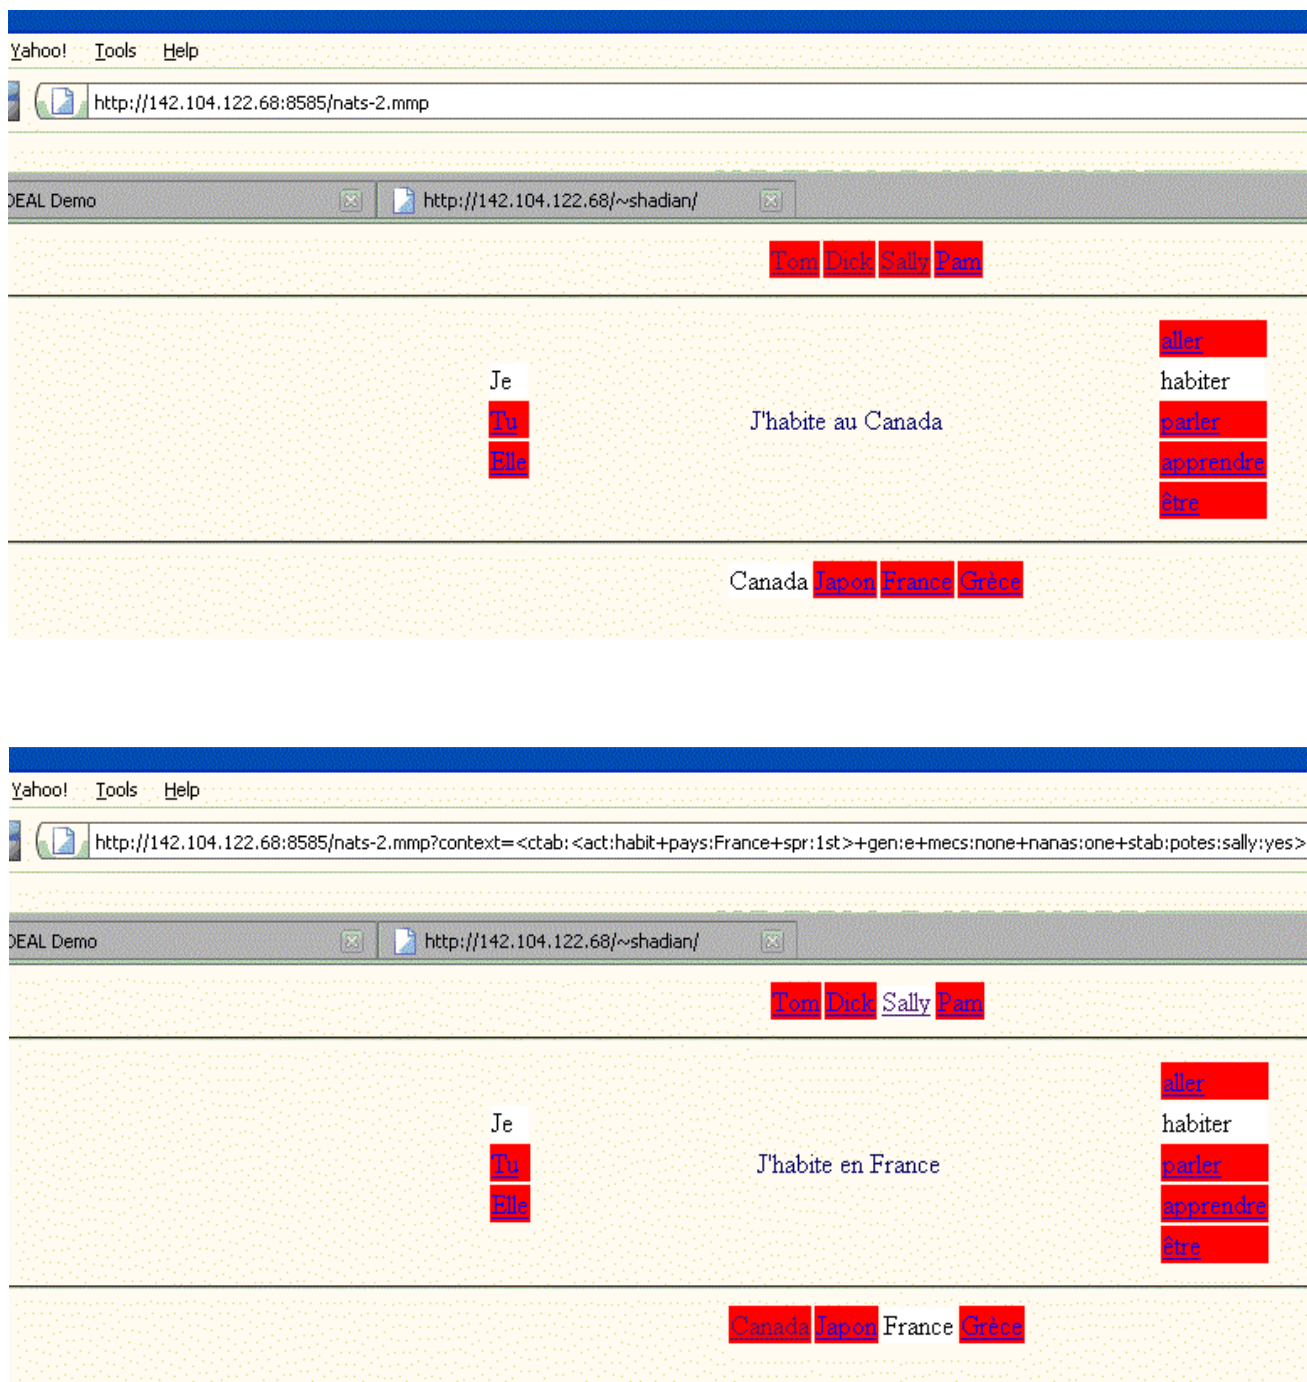 Yahoo! Tools Help
http://142.104.122.68:8585/nats-2.mmp
DEAL Demo http://142.104.122.68/~shadian/
Tom Dick Sally Pam
aller
Je habiter
Tu J'habite au Canada parler
Elle apprendre
être
Canada Japon France Grèce
Yahoo! Tools Help
http://142.104.122.68:8585/nats-2.mmp?context=<ctab:<act:habit+pays:France+spr:1st>+gen:e+mecs:none+nanas:one+stab:potes:sally:yes>
DEAL Demo http://142.104.122.68/~shadian/
Tom Dick Sally Pam
aller
Je habiter
Tu J'habite en France parler
Elle apprendre
être
Canada Japon France Grèce